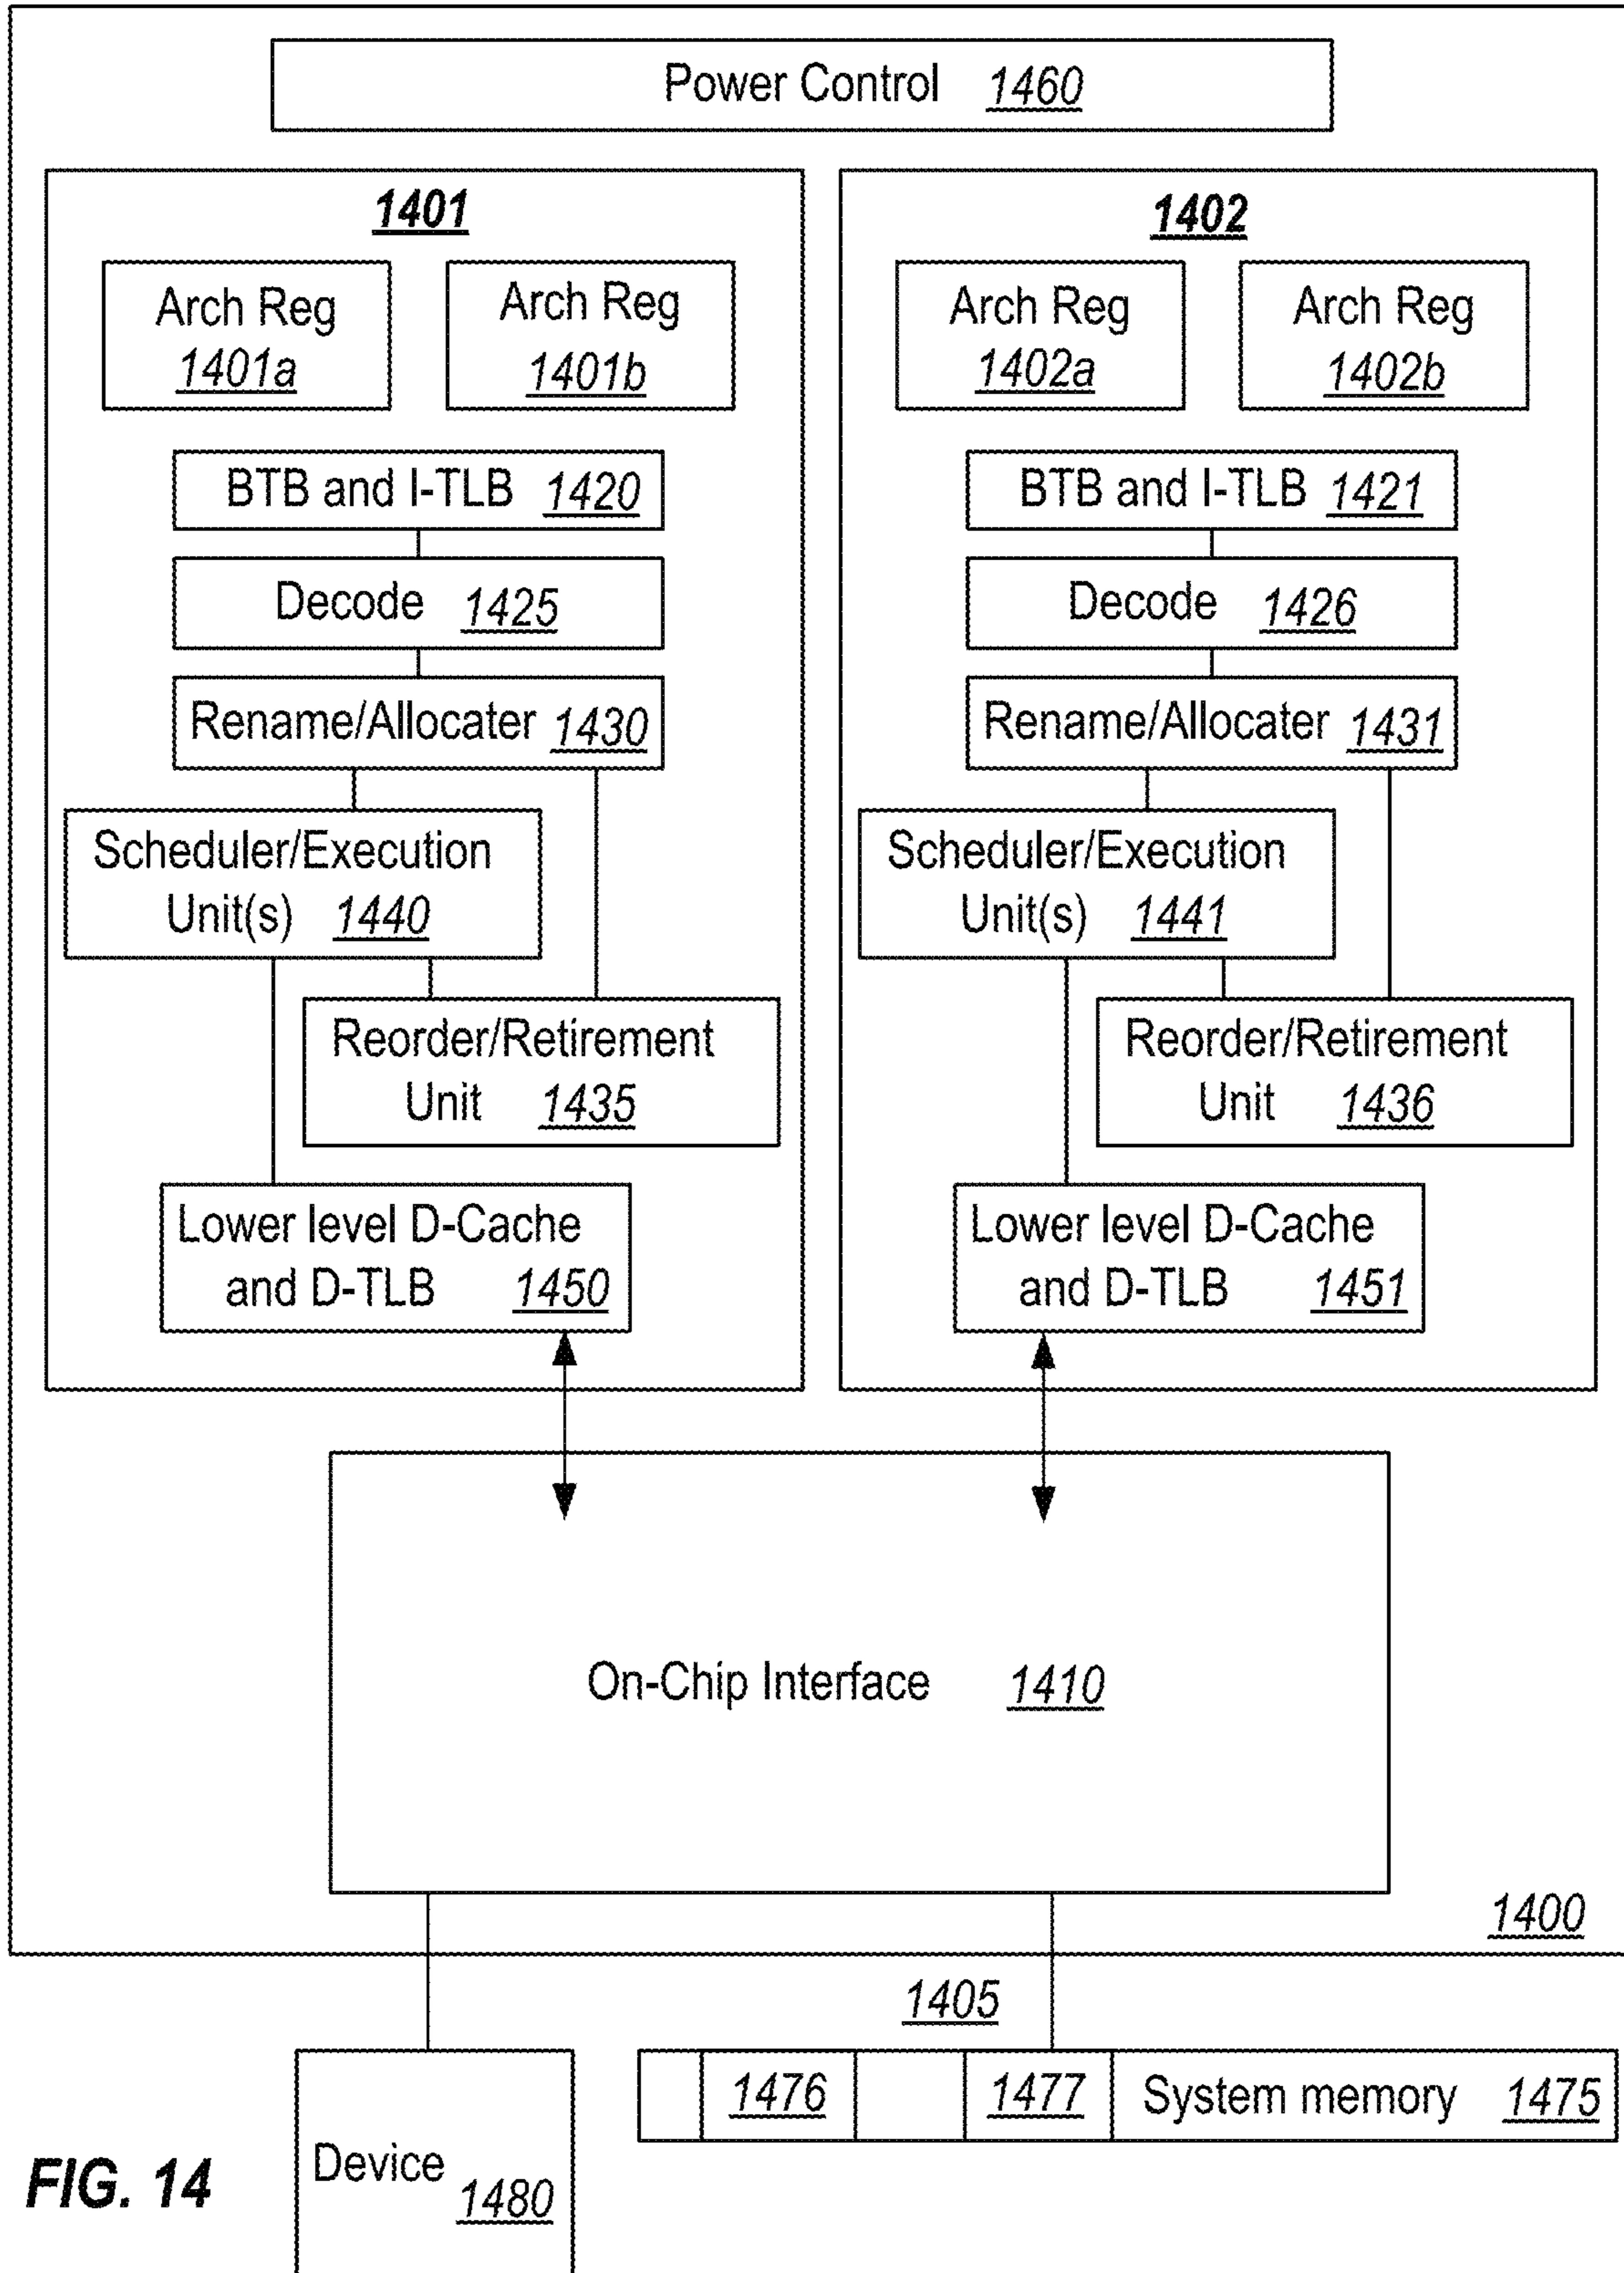 Power Control 1460
1401
Arch Reg
1401a
Arch Reg
1401b
BTB and I-TLB 1420
Decode 1425
Rename/Allocater 1430
Scheduler/Execution
Unit(s) 1440
Reorder/Retirement
Unit 1435
Lower level D-Cache
and D-TLB 1450
1402
Arch Reg
1402a
Arch Reg
1402b
BTB and I-TLB 1421
Decode 1426
Rename/Allocater 1431
Scheduler/Execution
Unit(s) 1441
Reorder/Retirement
Unit 1436
Lower level D-Cache
and D-TLB 1451
On-Chip Interface 1410
1400
1405
1476 1477 System memory 1475
Device 1480
FIG. 14